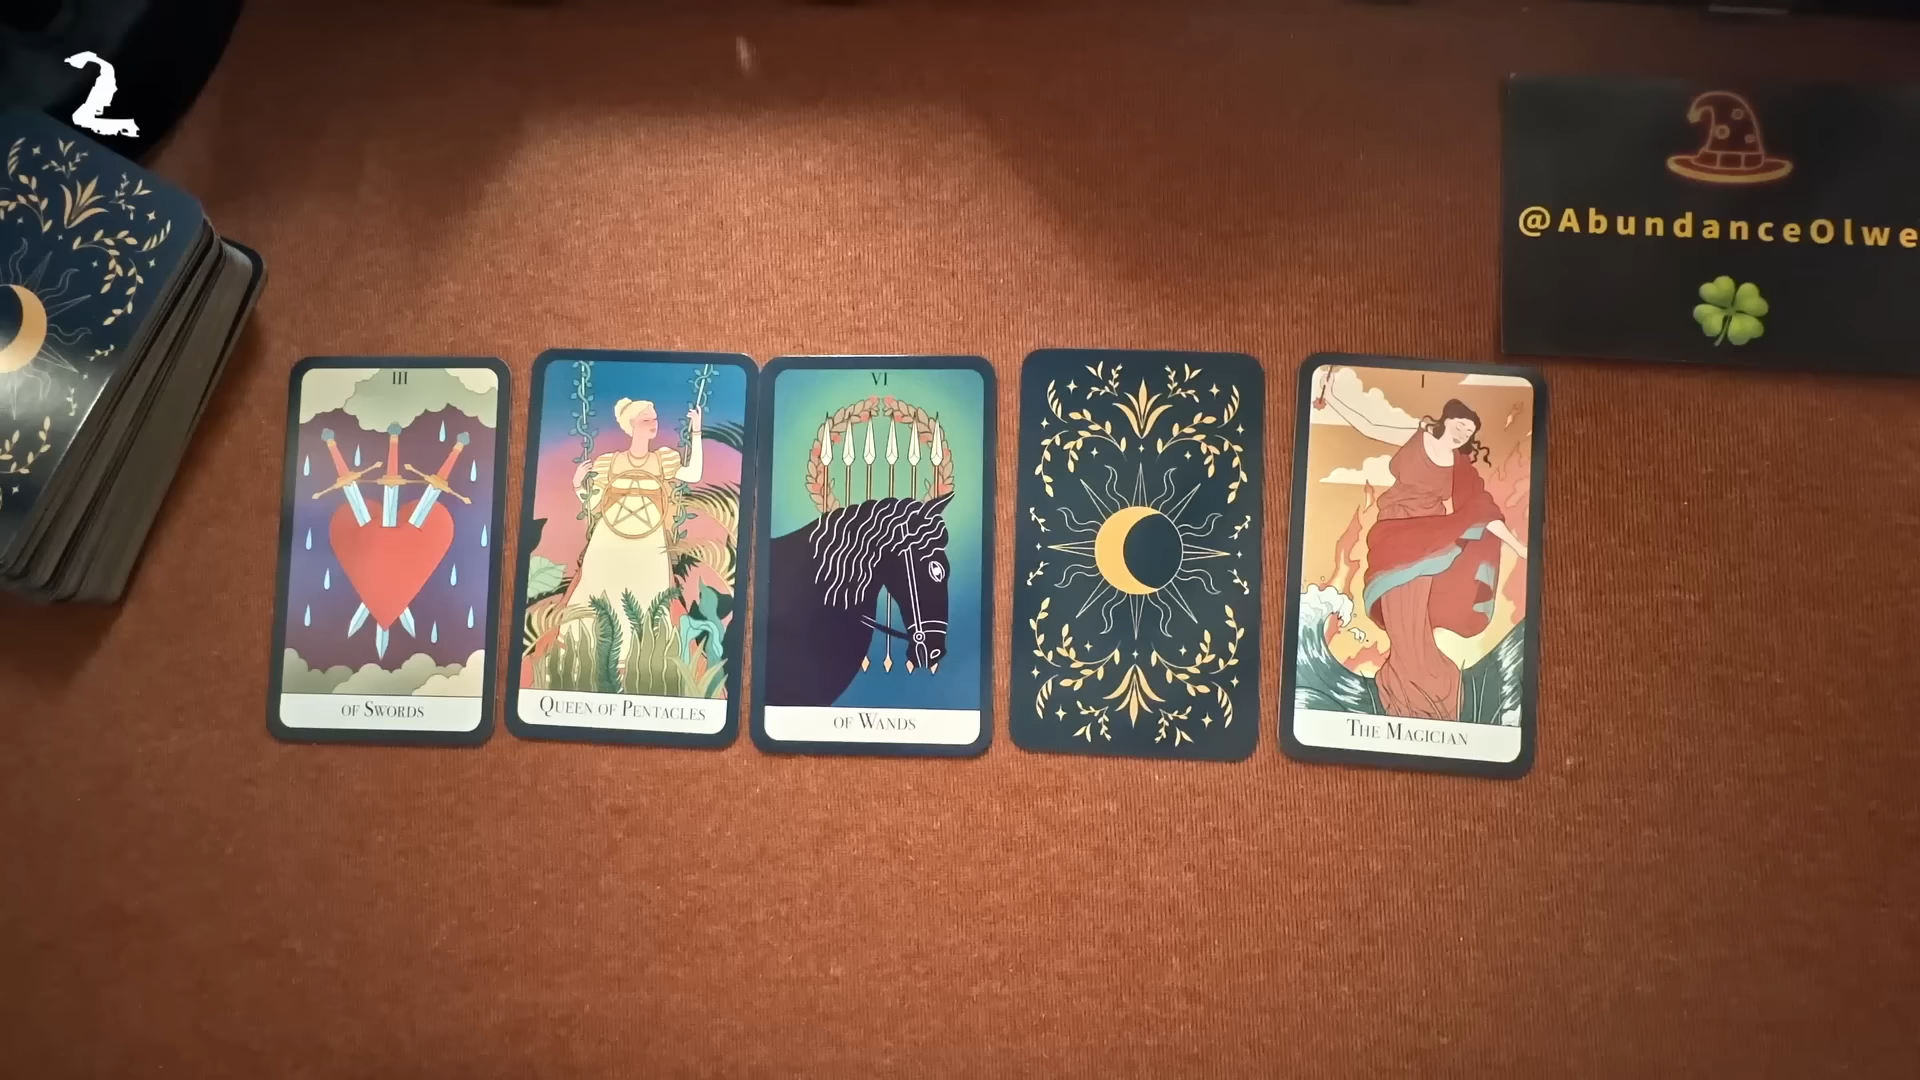 2
@AbundanceOlwe
III
OF SWORDS
QUEEN OF PENTACLES
VI
OF WANDS
I
THE MAGICIAN